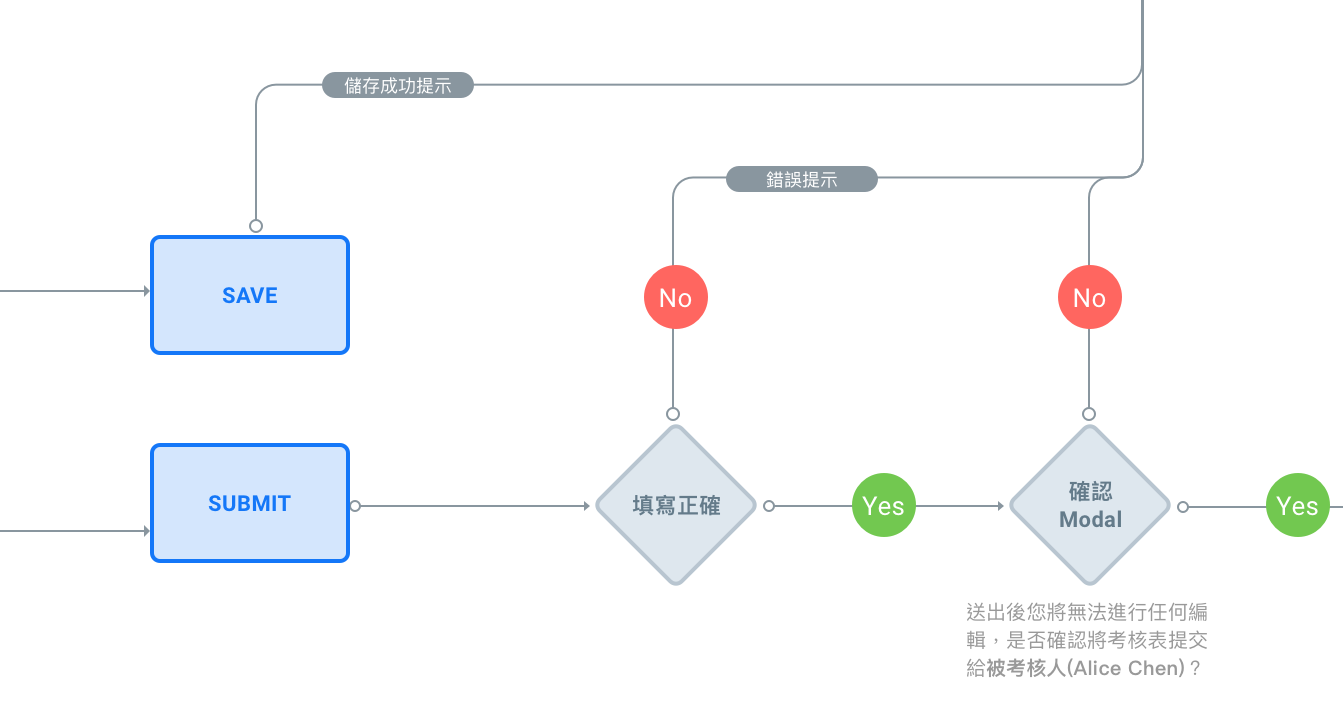 儲存成功提示
錯誤提示
SAVE
No
No
SUBMIT
填寫正確
Yes
確認
Modal
Yes
送出後您將無法進行任何編
輯，是否確認將考核表提交
給被考核人(Alice Chen)？